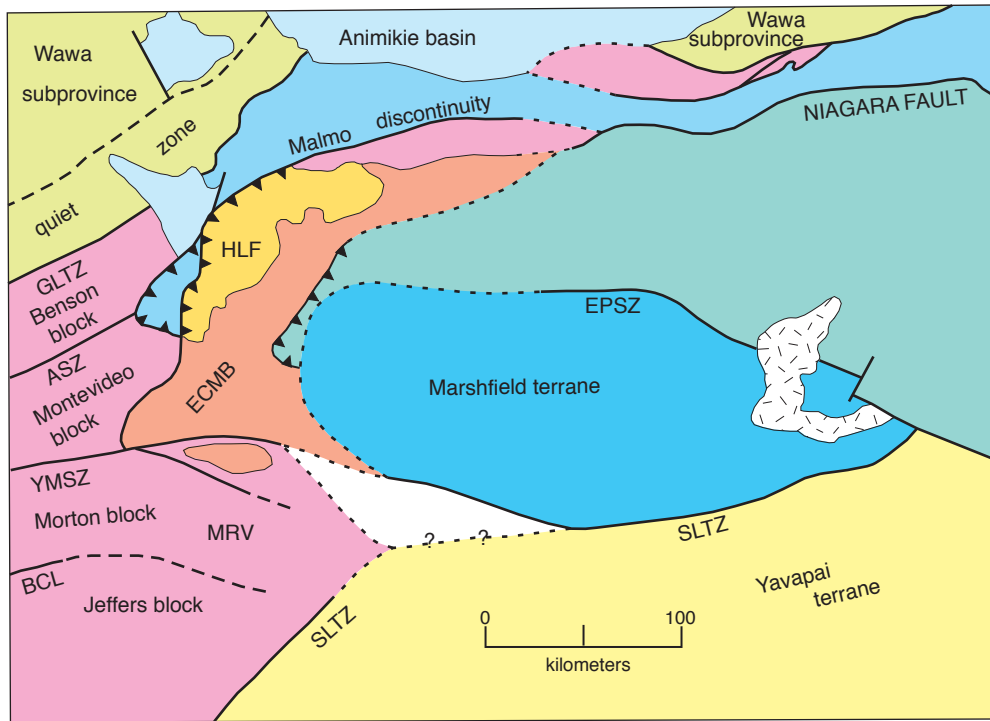 Wawa
subprovince
Animikie basin
Wawa
subprovince
zone
quiet
Malmo discontinuity
NIAGARA FAULT
HLF
GLTZ
Benson
block
EPSZ
ASZ
Montevideo
block
ECMB
Marshfield terrane
YMSZ
Morton block
MRV
? ?
SLTZ
BCL
Jeffers block
SLTZ
Yavapai
terrane
0 100
kilometers